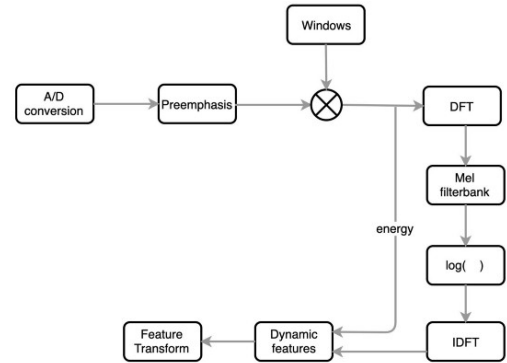 Windows
A/D
conversion
Preemphasis
DFT
Mel
filterbank
energy
log( )
Feature
Transform
Dynamic
features
IDFT